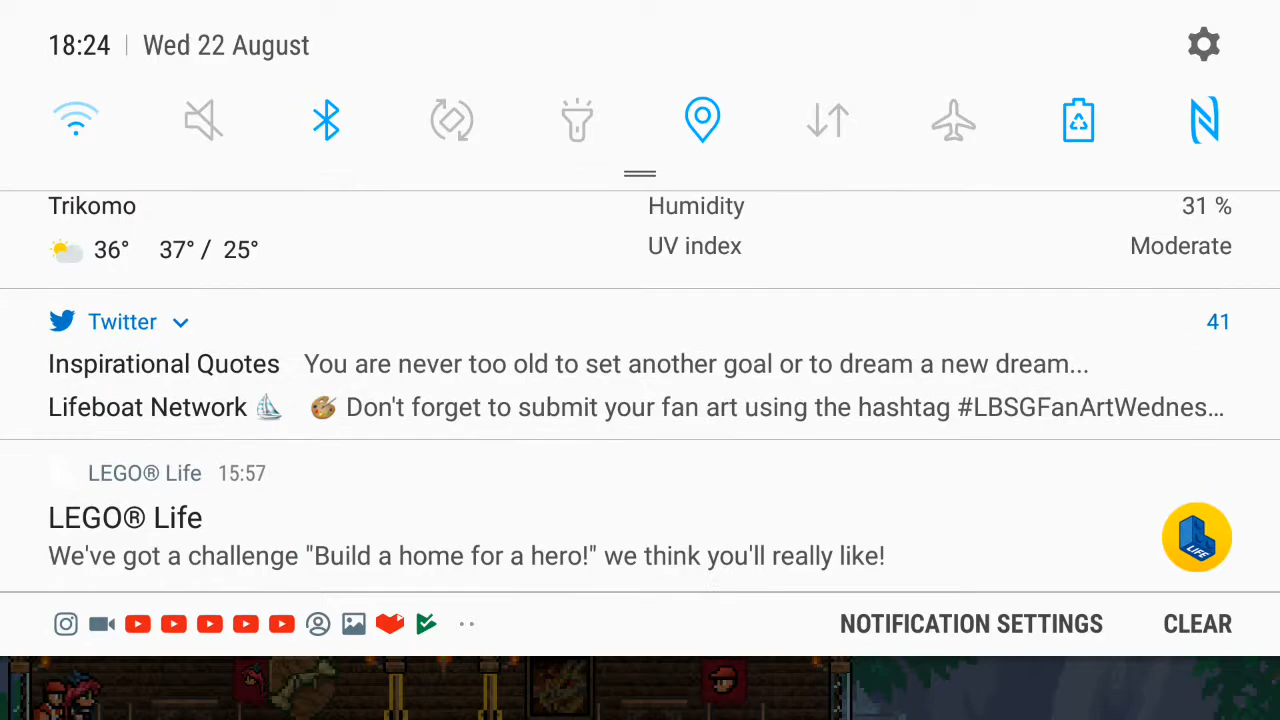 18:24 | Wed 22 August
Trikomo
Humidity 31 %
36° 37° / 25°
UV index Moderate
Twitter 41
Inspirational Quotes You are never too old to set another goal or to dream a new dream...
Lifeboat Network ⛵ 🎨 Don't forget to submit your fan art using the hashtag #LBSGFanArtWednes...
LEGO® Life 15:57
LEGO® Life
We've got a challenge "Build a home for a hero!" we think you'll really like!
LIFE
NOTIFICATION SETTINGS CLEAR